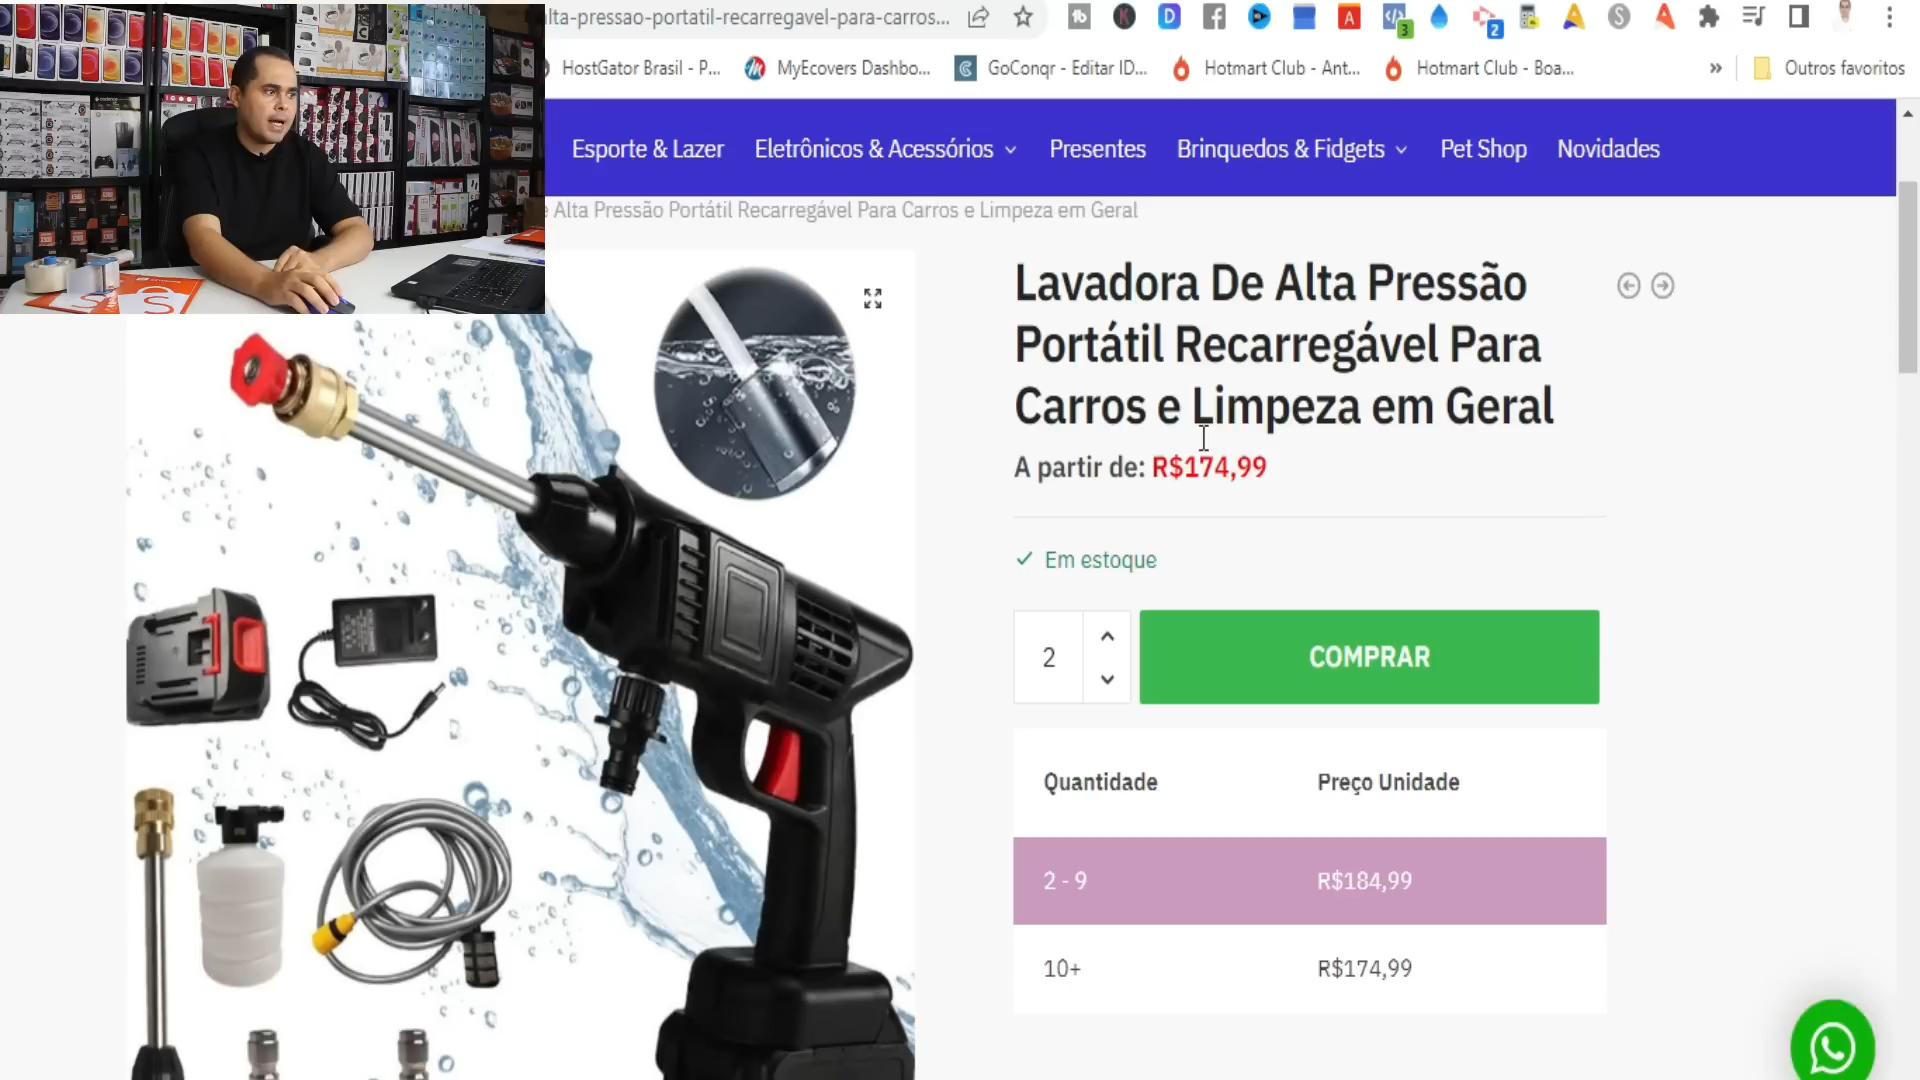 alta-pressao-portatil-recarregavel-para-carros...
3
2
HostGator Brasil - P...
MyEcovers Dashbo...
GoConqr - Editar ID...
Hotmart Club - Ant...
Hotmart Club - Boa...
»
Outros favoritos
Esporte & Lazer
Eletrônicos & Acessórios
Presentes
Brinquedos & Fidgets
Pet Shop
Novidades
Alta Pressão Portátil Recarregável Para Carros e Limpeza em Geral
Lavadora De Alta Pressão
Portátil Recarregável Para
Carros e Limpeza em Geral
A partir de: R$174,99
Em estoque
2
COMPRAR
Quantidade
Preço Unidade
2 - 9
R$184,99
10+
R$174,99